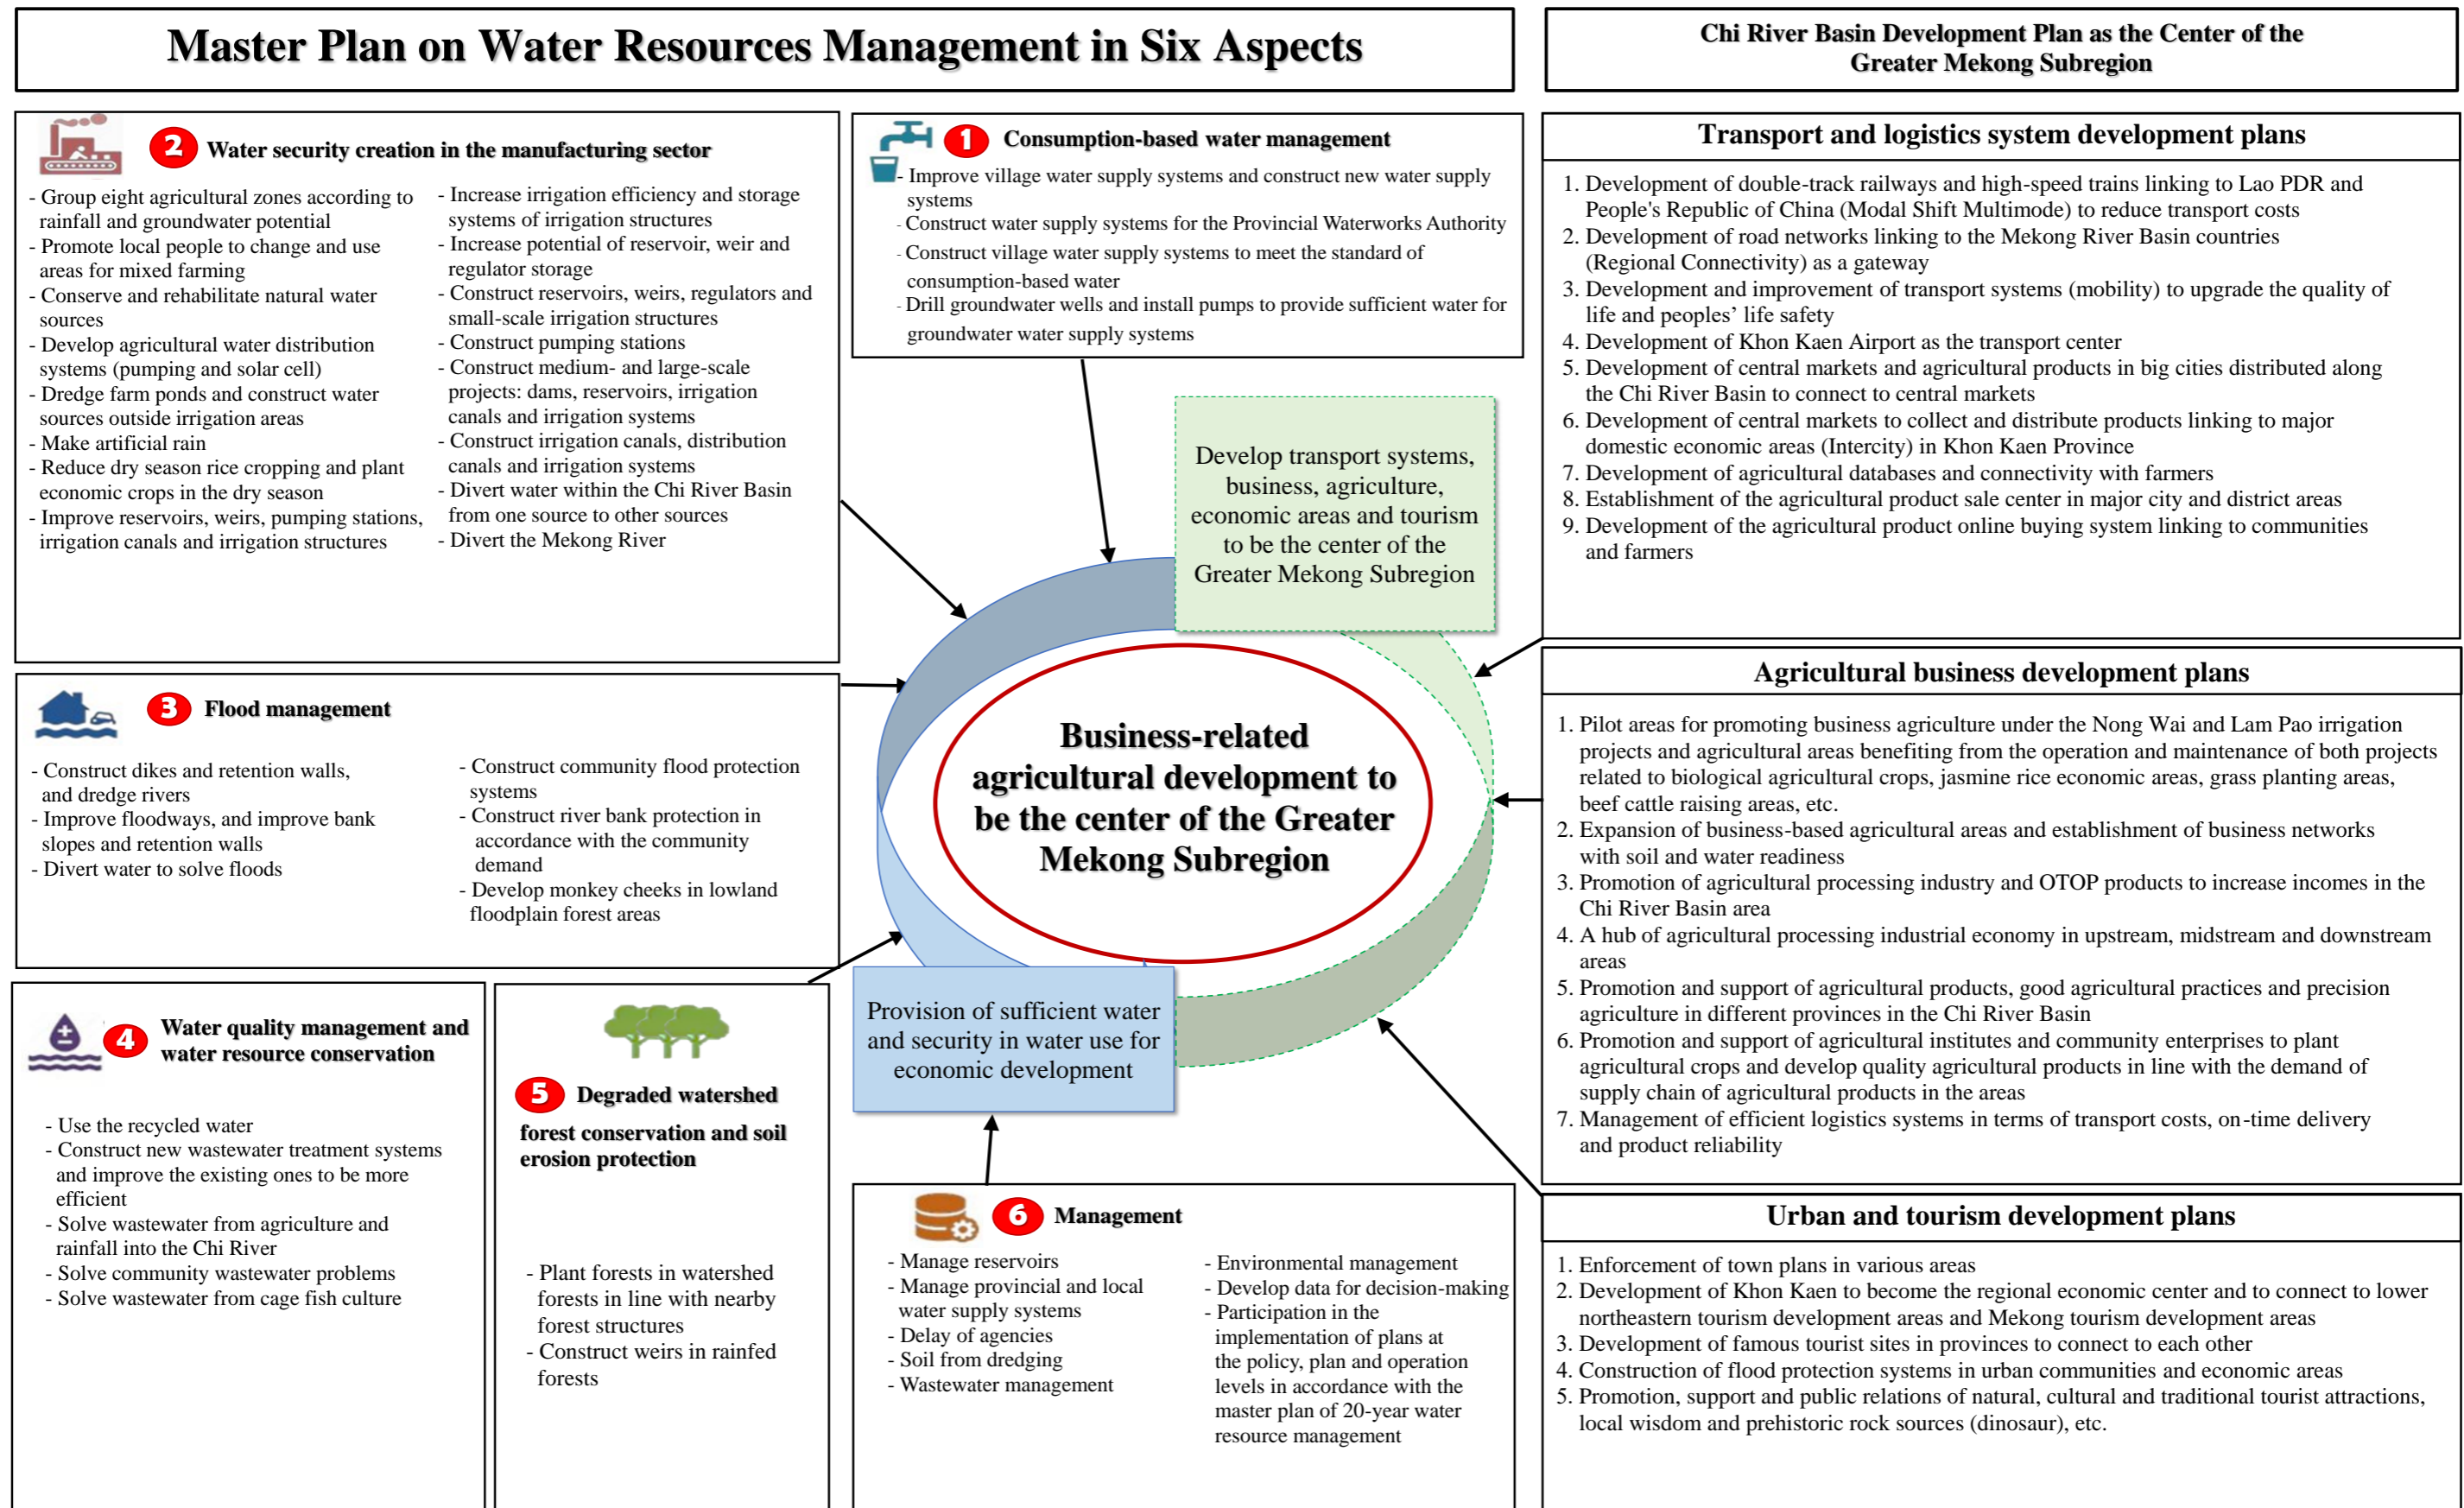 Master Plan on Water Resources Management in Six Aspects
Chi River Basin Development Plan as the Center of the
Greater Mekong Subregion
2 Water security creation in the manufacturing sector
- Group eight agricultural zones according to
rainfall and groundwater potential
- Promote local people to change and use
areas for mixed farming
- Conserve and rehabilitate natural water
sources
- Develop agricultural water distribution
systems (pumping and solar cell)
- Dredge farm ponds and construct water
sources outside irrigation areas
- Make artificial rain
- Reduce dry season rice cropping and plant
economic crops in the dry season
- Improve reservoirs, weirs, pumping stations,
irrigation canals and irrigation structures
- Increase irrigation efficiency and storage
systems of irrigation structures
- Increase potential of reservoir, weir and
regulator storage
- Construct reservoirs, weirs, regulators and
small-scale irrigation structures
- Construct pumping stations
- Construct medium- and large-scale
projects: dams, reservoirs, irrigation
canals and irrigation systems
- Construct irrigation canals, distribution
canals and irrigation systems
- Divert water within the Chi River Basin
from one source to other sources
- Divert the Mekong River
1 Consumption-based water management
- Improve village water supply systems and construct new water supply
systems
- Construct water supply systems for the Provincial Waterworks Authority
- Construct village water supply systems to meet the standard of
consumption-based water
- Drill groundwater wells and install pumps to provide sufficient water for
groundwater water supply systems
Transport and logistics system development plans
1. Development of double-track railways and high-speed trains linking to Lao PDR and
People's Republic of China (Modal Shift Multimode) to reduce transport costs
2. Development of road networks linking to the Mekong River Basin countries
(Regional Connectivity) as a gateway
3. Development and improvement of transport systems (mobility) to upgrade the quality of
life and peoples’ life safety
4. Development of Khon Kaen Airport as the transport center
5. Development of central markets and agricultural products in big cities distributed along
the Chi River Basin to connect to central markets
6. Development of central markets to collect and distribute products linking to major
domestic economic areas (Intercity) in Khon Kaen Province
7. Development of agricultural databases and connectivity with farmers
8. Establishment of the agricultural product sale center in major city and district areas
9. Development of the agricultural product online buying system linking to communities
and farmers
Develop transport systems,
business, agriculture,
economic areas and tourism
to be the center of the
Greater Mekong Subregion
3 Flood management
- Construct dikes and retention walls,
and dredge rivers
- Improve floodways, and improve bank
slopes and retention walls
- Divert water to solve floods
- Construct community flood protection
systems
- Construct river bank protection in
accordance with the community
demand
- Develop monkey cheeks in lowland
floodplain forest areas
Business-related
agricultural development to
be the center of the Greater
Mekong Subregion
Agricultural business development plans
1. Pilot areas for promoting business agriculture under the Nong Wai and Lam Pao irrigation
projects and agricultural areas benefiting from the operation and maintenance of both projects
related to biological agricultural crops, jasmine rice economic areas, grass planting areas,
beef cattle raising areas, etc.
2. Expansion of business-based agricultural areas and establishment of business networks
with soil and water readiness
3. Promotion of agricultural processing industry and OTOP products to increase incomes in the
Chi River Basin area
4. A hub of agricultural processing industrial economy in upstream, midstream and downstream
areas
5. Promotion and support of agricultural products, good agricultural practices and precision
agriculture in different provinces in the Chi River Basin
6. Promotion and support of agricultural institutes and community enterprises to plant
agricultural crops and develop quality agricultural products in line with the demand of
supply chain of agricultural products in the areas
7. Management of efficient logistics systems in terms of transport costs, on-time delivery
and product reliability
4 Water quality management and
water resource conservation
- Use the recycled water
- Construct new wastewater treatment systems
and improve the existing ones to be more
efficient
- Solve wastewater from agriculture and
rainfall into the Chi River
- Solve community wastewater problems
- Solve wastewater from cage fish culture
5 Degraded watershed
forest conservation and soil
erosion protection
- Plant forests in watershed
forests in line with nearby
forest structures
- Construct weirs in rainfed
forests
Provision of sufficient water
and security in water use for
economic development
6 Management
- Manage reservoirs
- Manage provincial and local
water supply systems
- Delay of agencies
- Soil from dredging
- Wastewater management
- Environmental management
- Develop data for decision-making
- Participation in the
implementation of plans at
the policy, plan and operation
levels in accordance with the
master plan of 20-year water
resource management
Urban and tourism development plans
1. Enforcement of town plans in various areas
2. Development of Khon Kaen to become the regional economic center and to connect to lower
northeastern tourism development areas and Mekong tourism development areas
3. Development of famous tourist sites in provinces to connect to each other
4. Construction of flood protection systems in urban communities and economic areas
5. Promotion, support and public relations of natural, cultural and traditional tourist attractions,
local wisdom and prehistoric rock sources (dinosaur), etc.